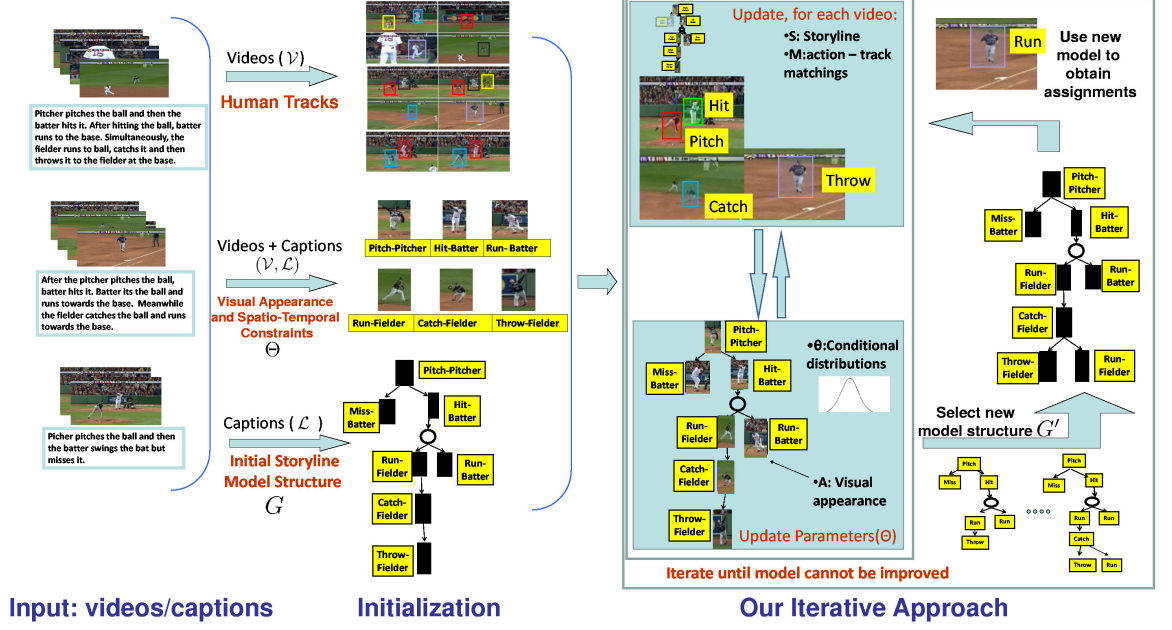 Pitcher pitches the ball and then the
batter hits it. After hitting the ball, batter
runs to the base. Simultaneously, the
fielder runs to ball, catchs it and then
throws it to the fielder at the base.
After the pitcher pitches the ball,
batter hits it. Batter its the ball and
runs towards the base.  Meanwhile
the fielder catches the ball and runs
towards the base.
Picher pitches the ball and then
the batter swings the bat but
misses it.
Input: videos/captions
Videos ( 𝒱 )
Human Tracks
Videos + Captions
(𝒱, ℒ)
Visual Appearance
and Spatio-Temporal
Constraints
Θ
Captions ( ℒ )
Initial Storyline
Model Structure
G
Pitch-Pitcher
Hit-Batter
Run- Batter
Run-Fielder
Catch-Fielder
Throw-Fielder
Pitch-Pitcher
Miss-
Batter
Hit-
Batter
Run-
Fielder
Run-
Batter
Catch-
Fielder
Throw-
Fielder
Initialization
Update, for each video:
•S: Storyline
•M:action – track
matchings
Hit
Pitch
Throw
Catch
Pitch-
Pitcher
Miss-
Batter
Hit-
Batter
Run-
Fielder
Run-
Batter
Catch-
Fielder
Throw-
Fielder
•θ:Conditional
distributions
•A: Visual
appearance
Update Parameters(Θ)
Iterate until model cannot be improved
Run
Use new
model to
obtain
assignments
Pitch-
Pitcher
Miss-
Batter
Hit-
Batter
Run-
Fielder
Run-
Batter
Catch-
Fielder
Throw-
Fielder
Run-
Fielder
Select new
model structure G′
Pitch
Miss
Hit
Run
Run
Throw
Pitch
Miss
Hit
Run
Run
Catch
Throw
Run
Our Iterative Approach